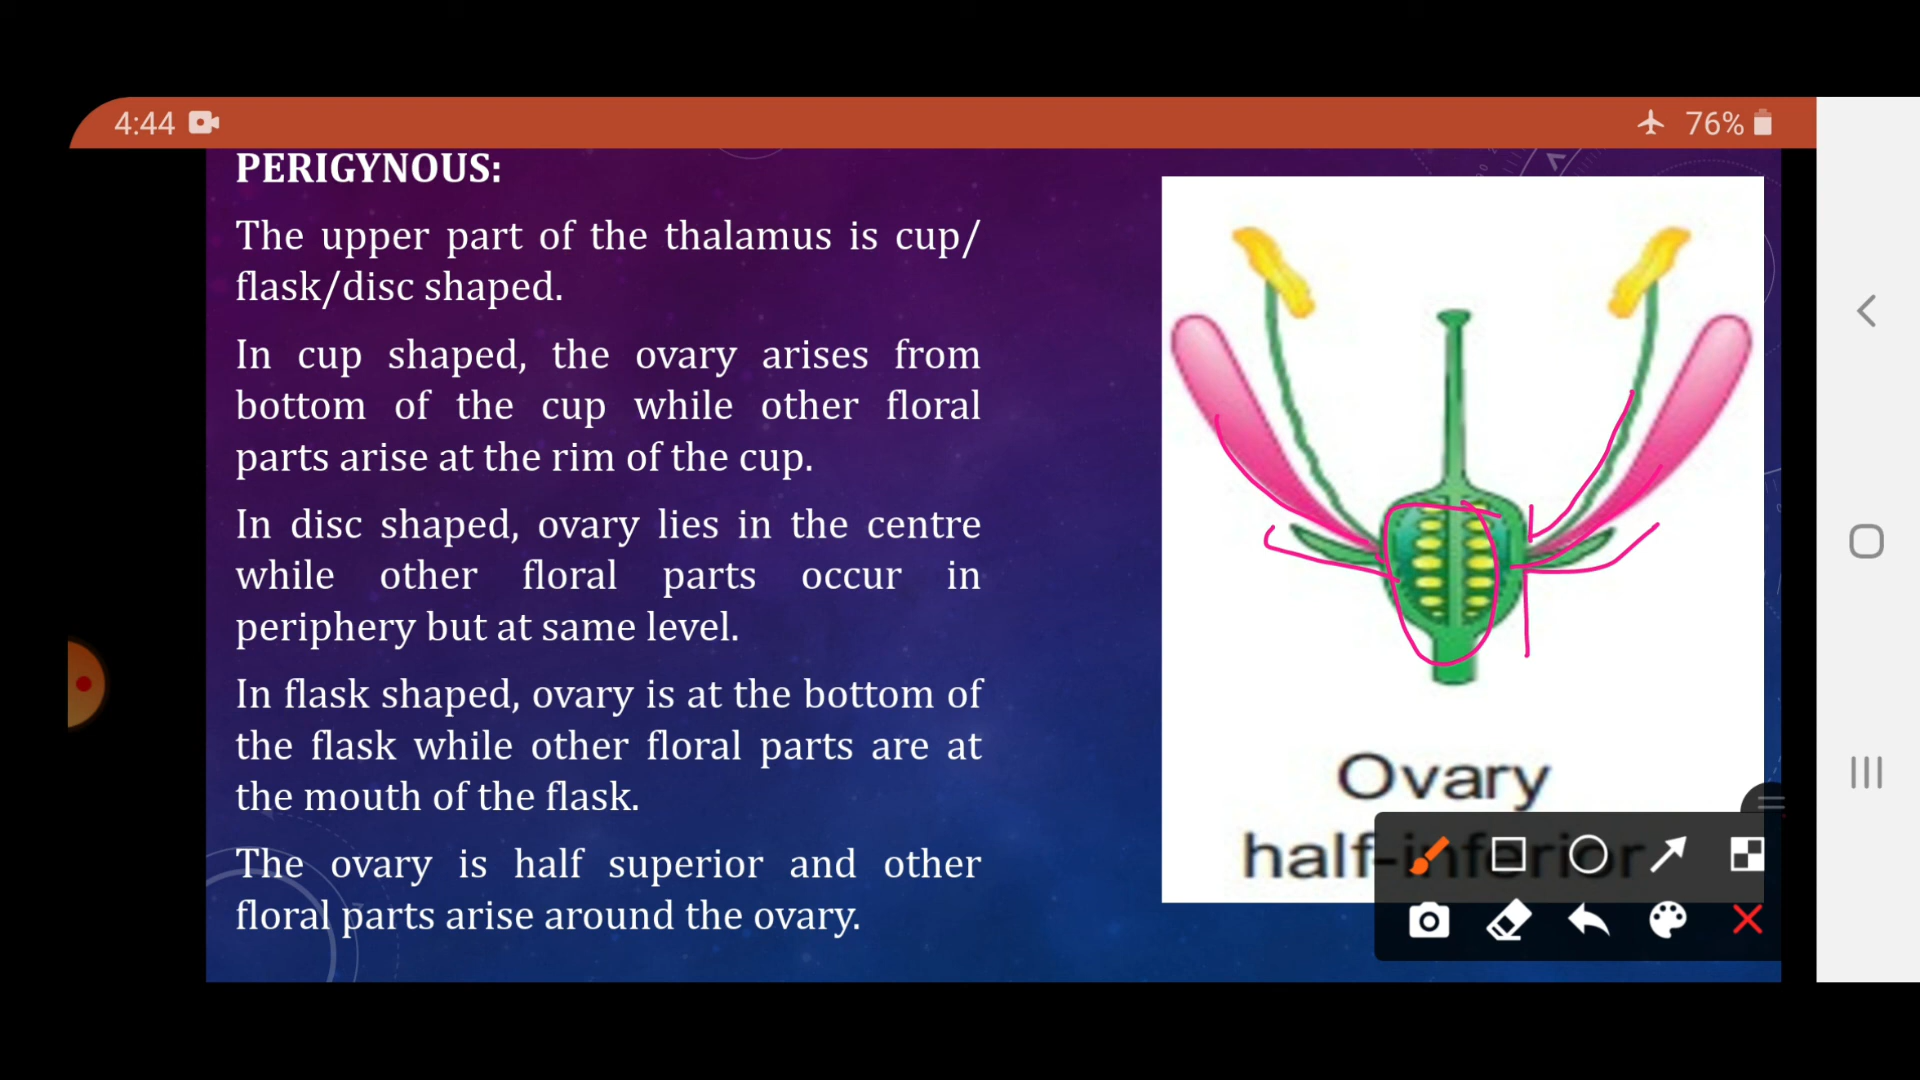 4:44
76%
PERIGYNOUS:
The upper part of the thalamus is cup/
flask/disc shaped.
In cup shaped, the ovary arises from
bottom of the cup while other floral
parts arise at the rim of the cup.
In disc shaped, ovary lies in the centre
while other floral parts occur in
periphery but at same level.
In flask shaped, ovary is at the bottom of
the flask while other floral parts are at
the mouth of the flask.
The ovary is half superior and other
floral parts arise around the ovary.
Ovary
half-inferior